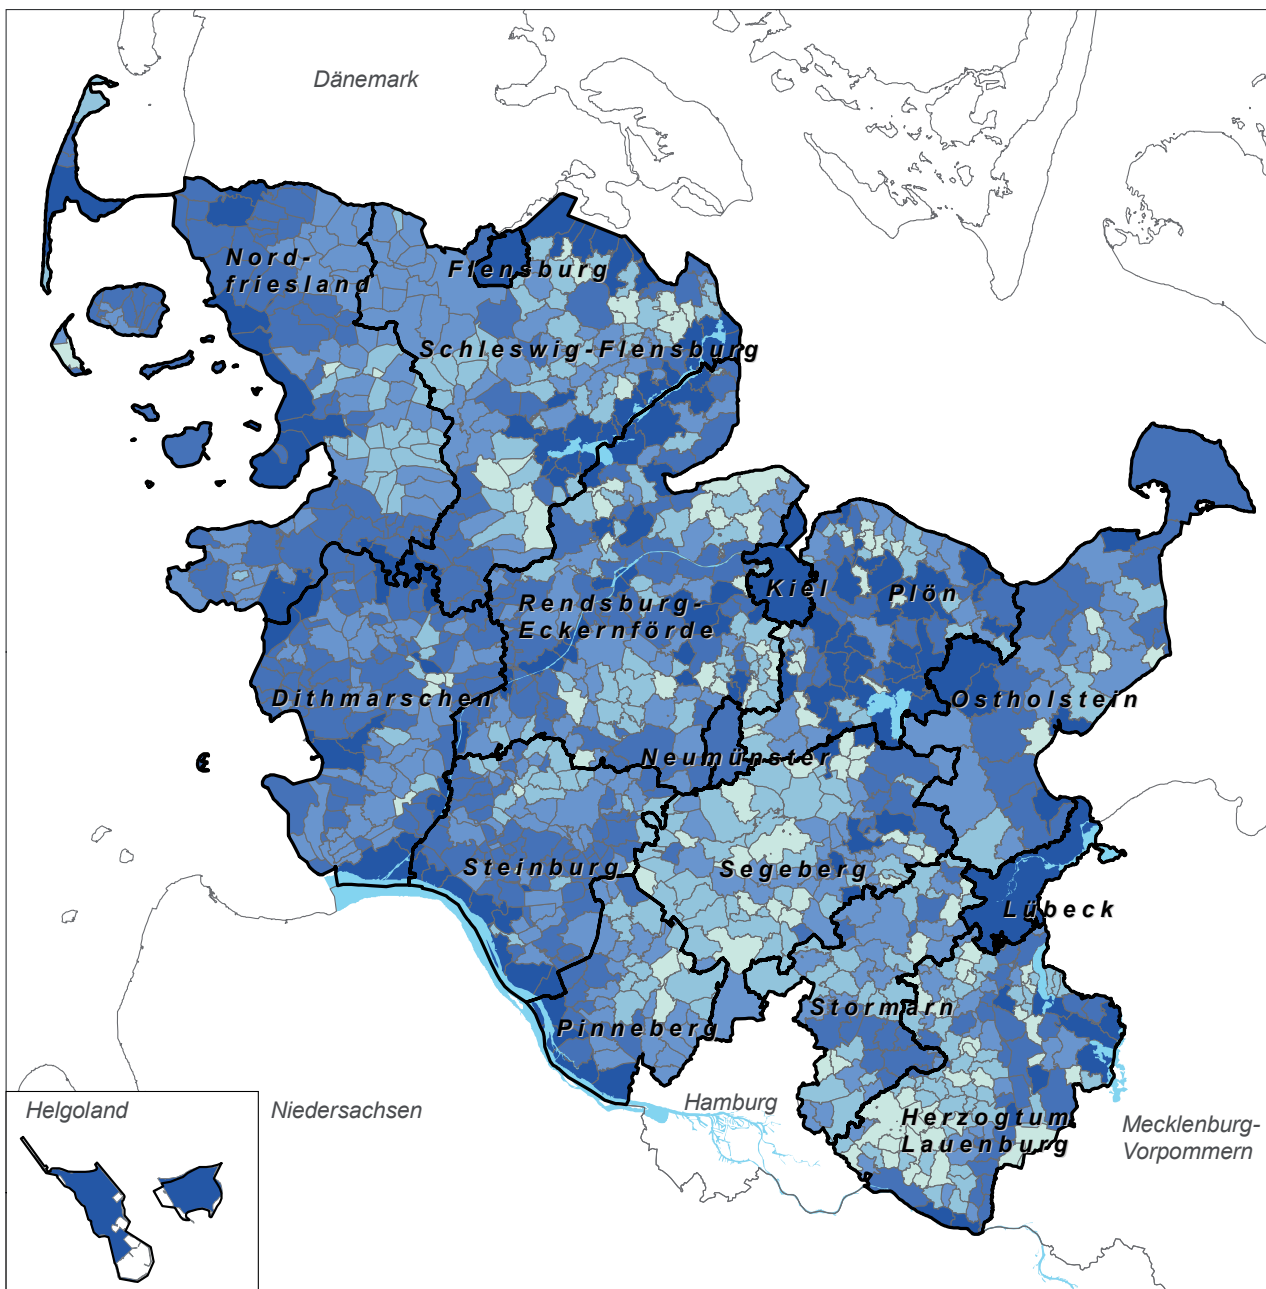 Dänemark
Nord-
friesland
Flensburg
Schleswig-Flensburg
Kiel
Plön
Rendsburg-
Eckernförde
Dithmarschen
Ostholstein
Neumünster
Steinburg
Segeberg
Lübeck
Stormarn
Pinneberg
Helgoland
Niedersachsen
Hamburg
Herzogtum
Lauenburg
Mecklenburg-
Vorpommern